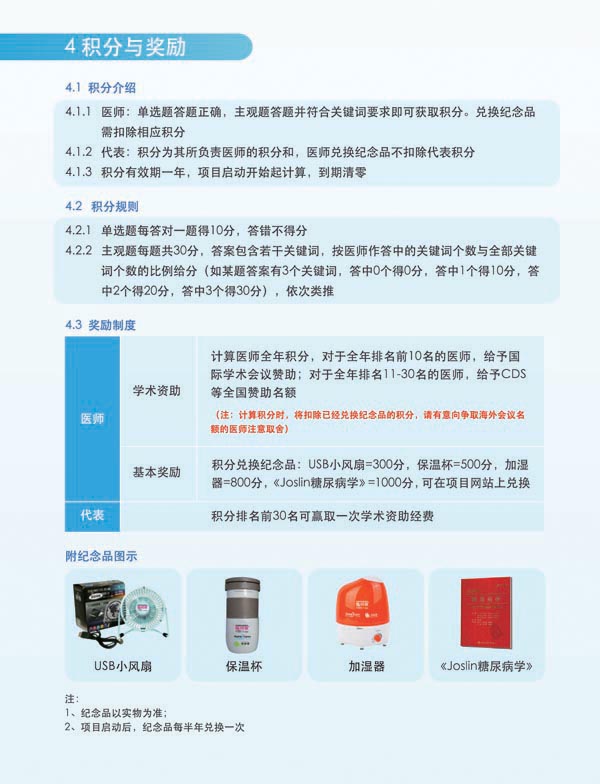 4 积分与奖励
4.1 积分介绍
4.1.1 医师：单选题答题正确，主观题答题并符合关键词要求即可获取积分。兑换纪念品
需扣除相应积分
4.1.2 代表：积分为其所负责医师的积分和，医师兑换纪念品不扣除代表积分
4.1.3 积分有效期一年，项目启动开始起计算，到期清零
4.2 积分规则
4.2.1 单选题每答对一题得10分，答错不得分
4.2.2 主观题每题共30分，答案包含若干关键词，按医师作答中的关键词个数与全部关键
词个数的比例给分（如某题答案有3个关键词，答中0个得0分，答中1个得10分，答
中2个得20分，答中3个得30分），依次类推
4.3 奖励制度
医师
学术资助
计算医师全年积分，对于全年排名前10名的医师，给予国
际学术会议赞助；对于全年排名11-30名的医师，给予CDS
等全国赞助名额
（注：计算积分时，将扣除已经兑换纪念品的积分，请有意向争取海外会议名
额的医师注意取舍）
基本奖励
积分兑换纪念品：USB小风扇=300分，保温杯=500分，加湿
器=800分，《Joslin糖尿病学》=1000分，可在项目网站上兑换
代表
积分排名前30名可赢取一次学术资助经费
附纪念品图示
USB小风扇
保温杯
加湿器
《Joslin糖尿病学》
注：
1、纪念品以实物为准；
2、项目启动后，纪念品每半年兑换一次